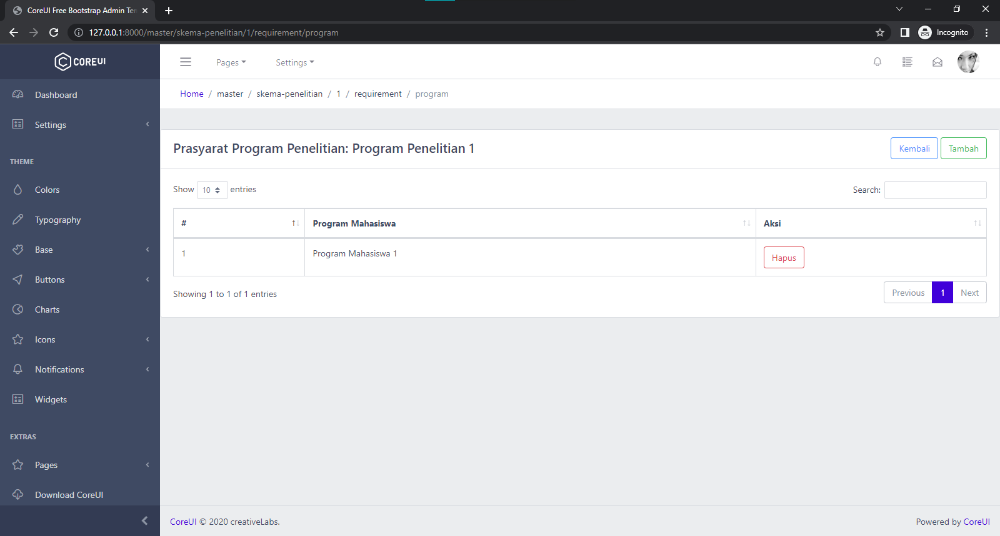 CoreUI Free Bootstrap Admin Ten
127.0.0.1:8000/master/skema-penelitian/1/requirement/program
Incognito
COREUI
Pages
Settings
Home / master / skema-penelitian / 1 / requirement / program
Dashboard
Settings
THEME
Colors
Typography
Base
Buttons
Charts
Icons
Notifications
Widgets
EXTRAS
Pages
Download CoreUI
Prasyarat Program Penelitian: Program Penelitian 1
Kembali
Tambah
Show 10 entries
Search:
# Program Mahasiswa Aksi
1 Program Mahasiswa 1 Hapus
Showing 1 to 1 of 1 entries
Previous 1 Next
CoreUI © 2020 creativeLabs.
Powered by CoreUI